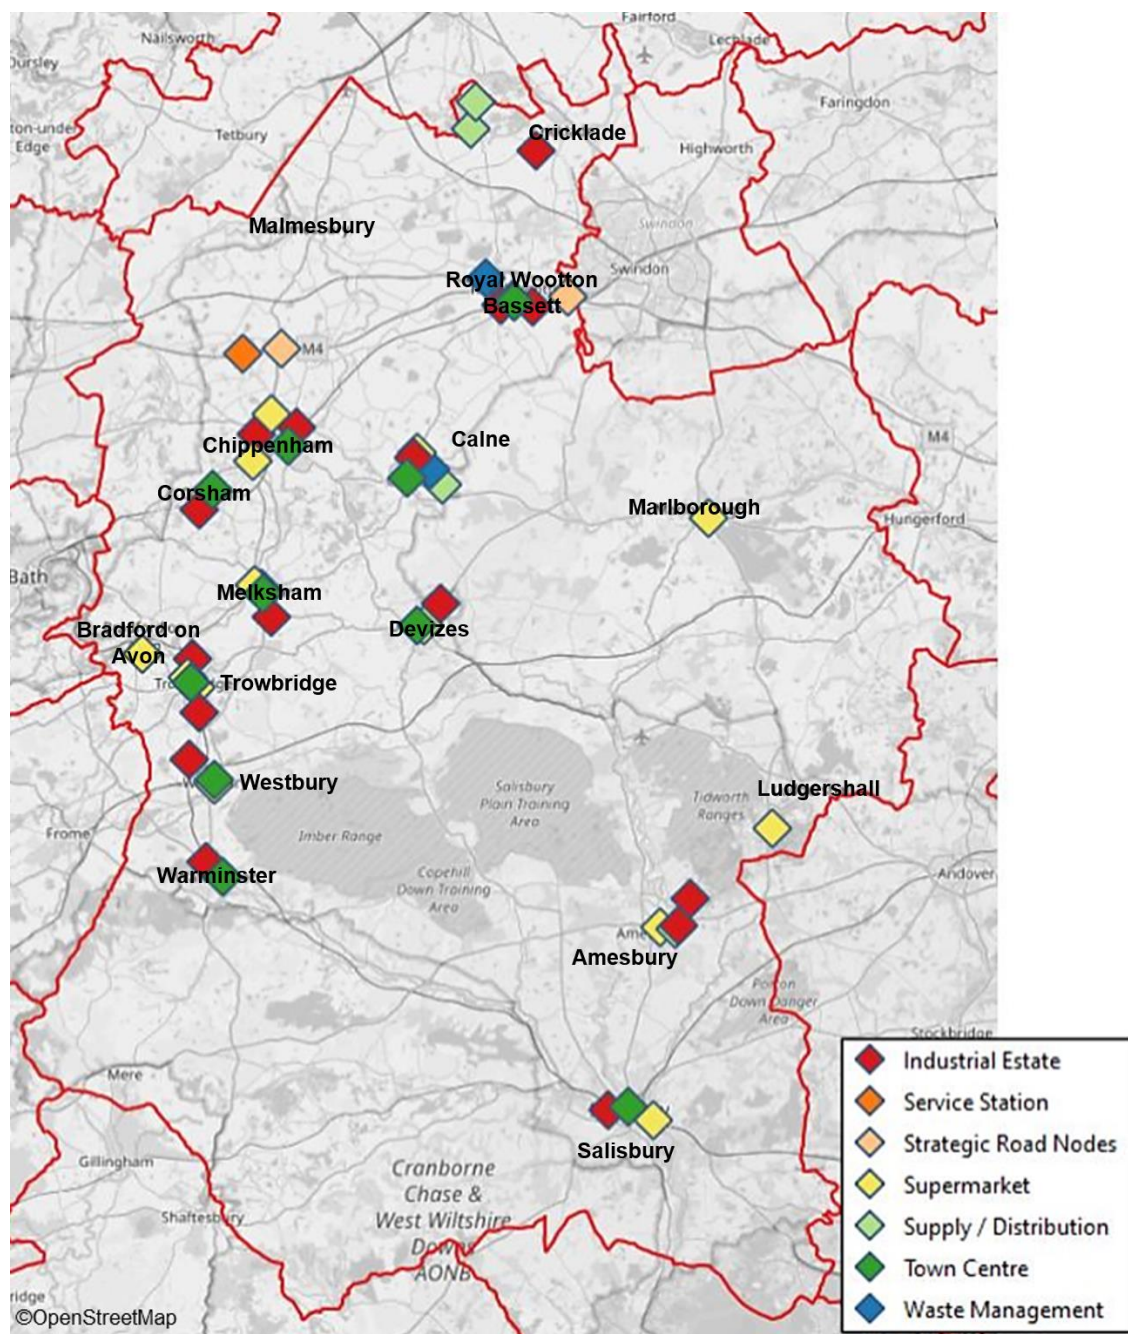 Fairford
Nailsworth
Lechlade
Faringdon
Tetbury
Edge
Cricklade
Highworth
Malmesbury
Swindon
Swindon
Royal Wootton
Bassett
M4
Chippenham
Calne
M4
Corsham
Marlborough
Hungerford
Bath
Melksham
Bradford on
Avon
Devizes
Trowbridge
Westbury
Salisbury
Plain Training
Area
Tidworth
Ranges
Ludgershall
Frome
Imber Range
Warminster
Copehill
Down Training
Area
Andover
Amesbury
Down Danger
Area
Stockbridge
Mere
Salisbury
Gillingham
Cranborne
Chase &
West Wiltshire
Downs
AONB
Shaftesbury
Industrial Estate
Service Station
Strategic Road Nodes
Supermarket
Supply / Distribution
Town Centre
Waste Management
©OpenStreetMap